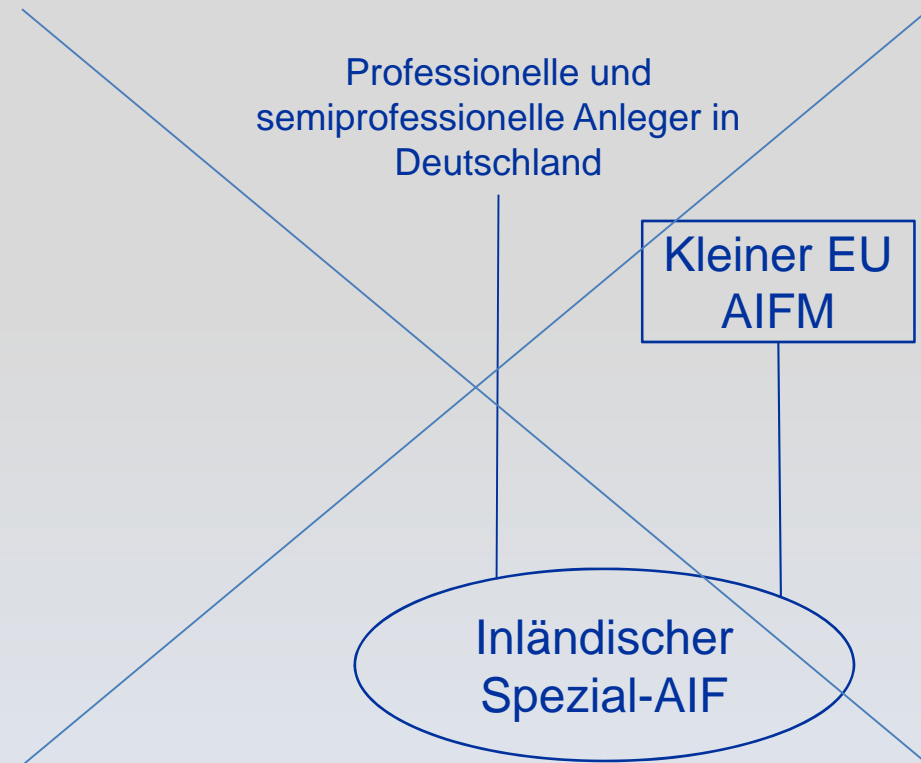 Professionelle und
semiprofessionelle Anleger in
Deutschland
Kleiner EU
AIFM
Inländischer
Spezial-AIF